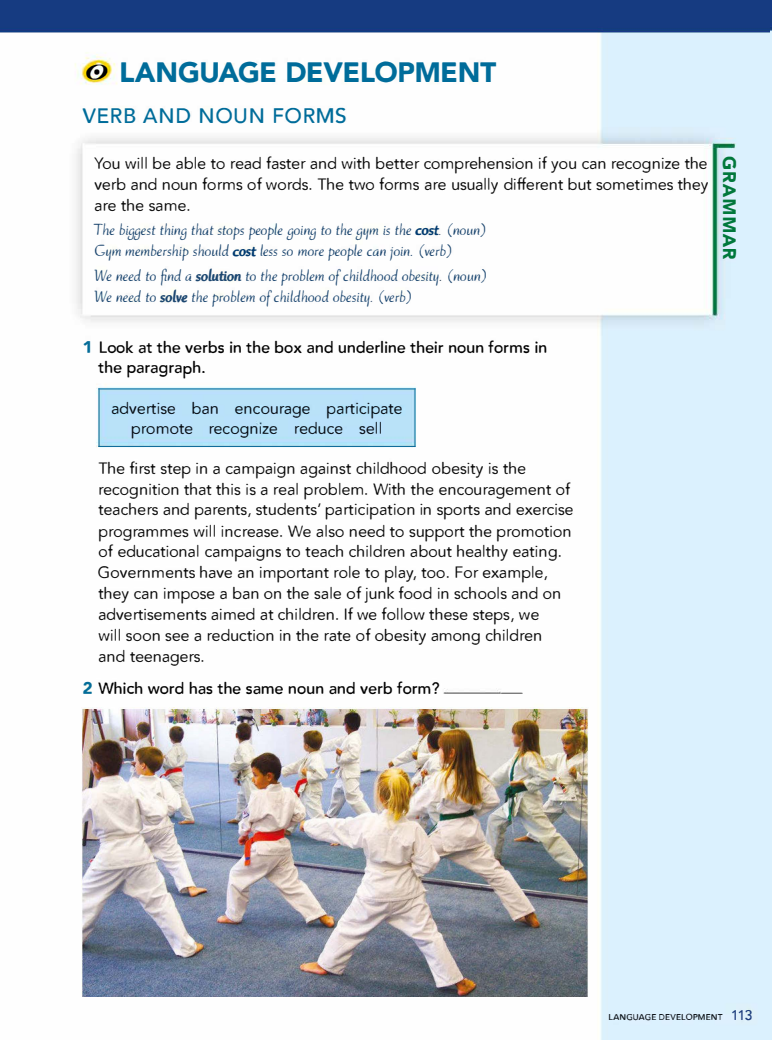 LANGUAGE DEVELOPMENT
VERB AND NOUN FORMS
You will be able to read faster and with better comprehension if you can recognize the
verb and noun forms of words. The two forms are usually different but sometimes they
are the same.
The biggest thing that stops people going to the gym is the cost. (noun)
Gym membership should cost less so more people can join. (verb)
We need to find a solution to the problem of childhood obesity. (noun)
We need to solve the problem of childhood obesity. (verb)
GRAMMAR
1 Look at the verbs in the box and underline their noun forms in
the paragraph.
advertise ban encourage participate
promote recognize reduce sell
The first step in a campaign against childhood obesity is the
recognition that this is a real problem. With the encouragement of
teachers and parents, students' participation in sports and exercise
programmes will increase. We also need to support the promotion
of educational campaigns to teach children about healthy eating.
Governments have an important role to play, too. For example,
they can impose a ban on the sale of junk food in schools and on
advertisements aimed at children. If we follow these steps, we
will soon see a reduction in the rate of obesity among children
and teenagers.
2 Which word has the same noun and verb form? __________
LANGUAGE DEVELOPMENT 113